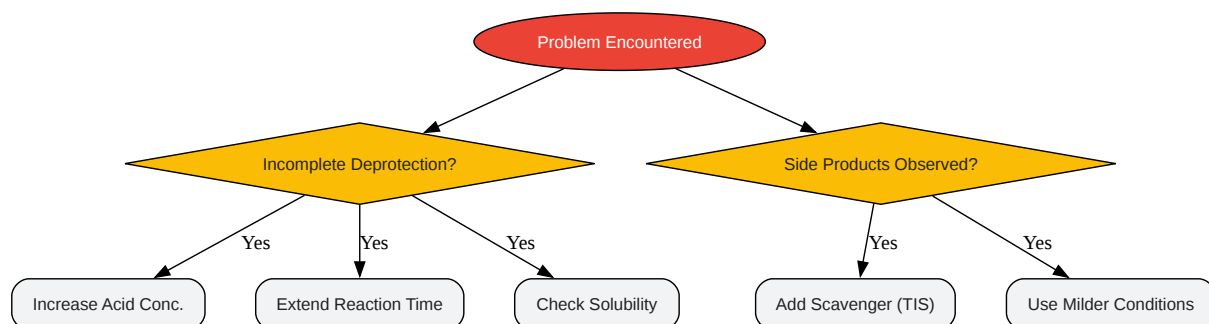 Problem Encountered
Incomplete Deprotection?
Side Products Observed?
Yes
Yes
Yes
Yes
Yes
Increase Acid Conc.
Extend Reaction Time
Check Solubility
Add Scavenger (TIS)
Use Milder Conditions